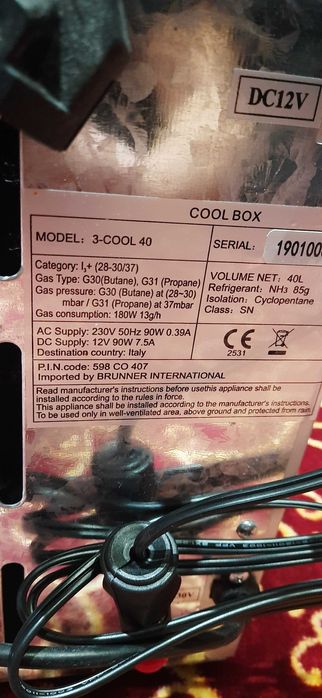 DC12V
COOL BOX
MODEL: 3-COOL 40
SERIAL: 190100
Category: I3+ (28-30/37)
Gas Type: G30(Butane), G31 (Propane)
Gas pressure: G30 (Butane) at (28~30)
mbar / G31 (Propane) at 37mbar
Gas consumption: 180W 13g/h
VOLUME NET: 40L
Refrigerant: NH3 85g
Isolation: Cyclopentane
Class: SN
AC Supply: 230V 50Hz 90W 0.39A
DC Supply: 12V 90W 7.5A
Destination country: Italy
CE
2531
P.I.N.code: 598 CO 407
Imported by BRUNNER INTERNATIONAL
Read manufacturer's instructions before usethis appliance shall be
installed according to the rules in force.
This appliance shall be installed according to the manufacturer's instructions.
To be used only in well-ventilated area, above ground and protected from rain